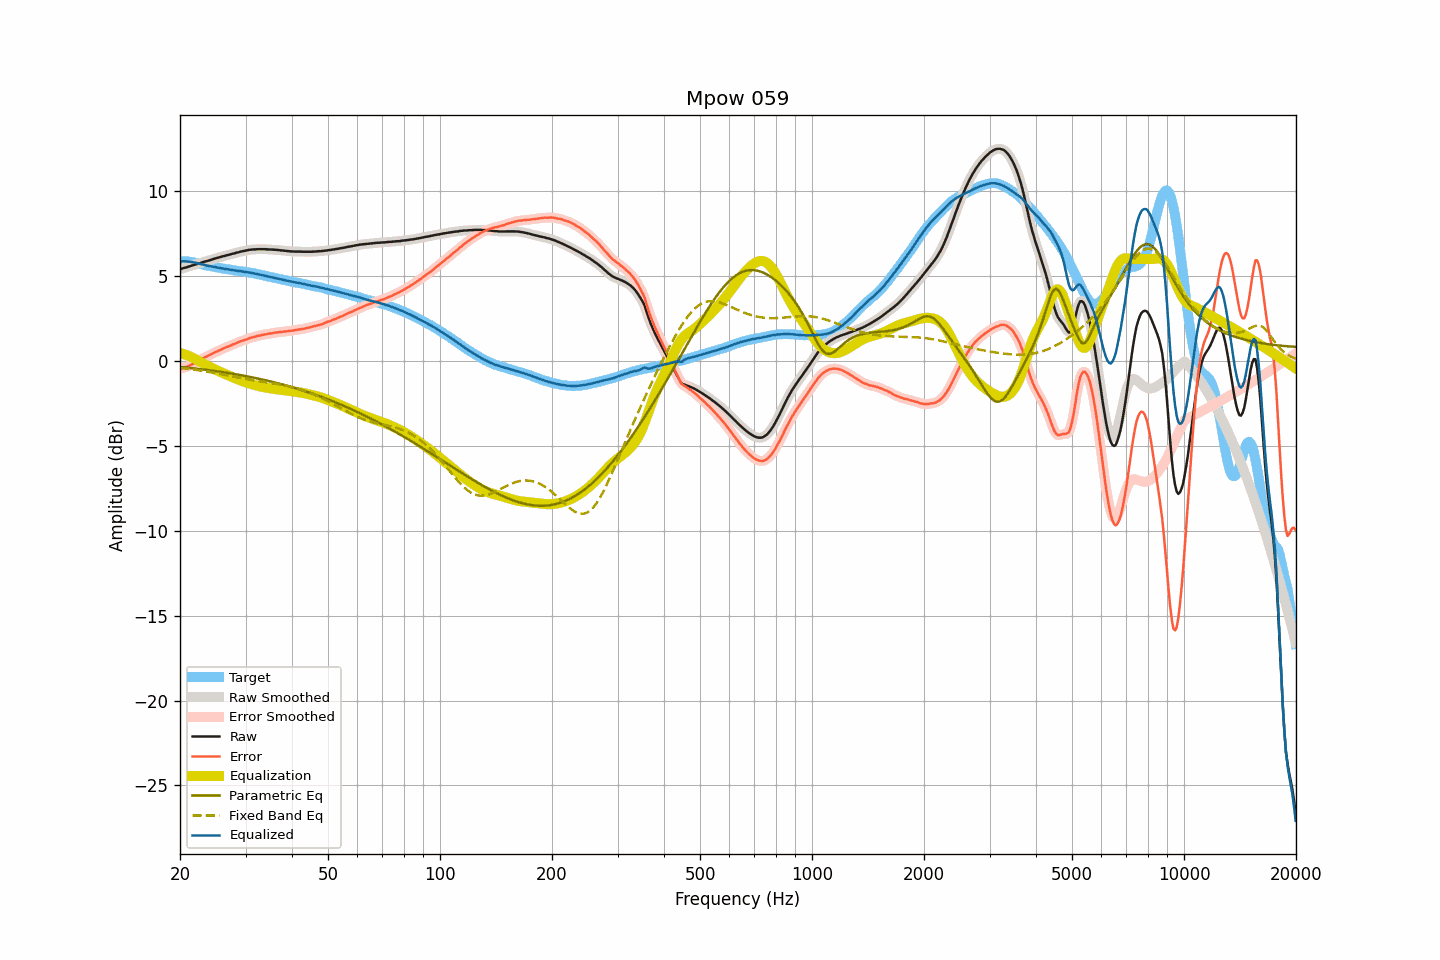 Mpow 059
Amplitude (dBr)
10
5
0
−5
−10
−15
−20
−25
Target
Raw Smoothed
Error Smoothed
Raw
Error
Equalization
Parametric Eq
Fixed Band Eq
Equalized
20 50 100 200 500 1000 2000 5000 10000 20000
Frequency (Hz)